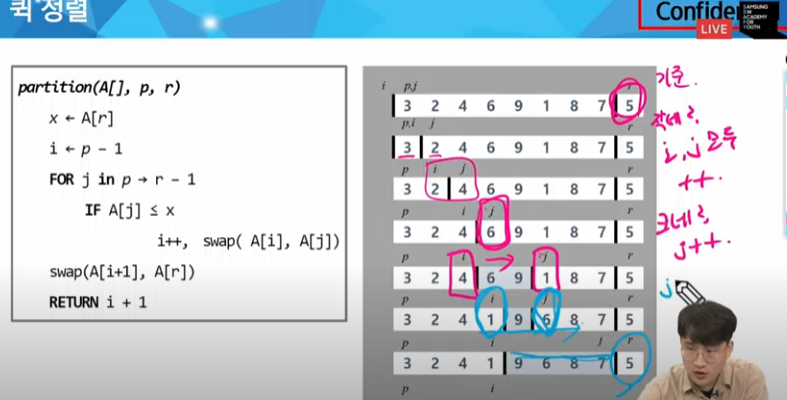 퀵 정렬
Confiden
SAMSUNG
SW
ACADEMY
FOR
YOUTH
LIVE
partition(A[], p, r)
x ← A[r]
i ← p - 1
FOR j in p → r - 1
IF A[j] ≤ x
i++, swap( A[i], A[j])
swap(A[i+1], A[r])
RETURN i + 1
i p,j r
3 2 4 6 9 1 8 7 5
p,i j r
3 2 4 6 9 1 8 7 5
p i j r
3 2 4 6 9 1 8 7 5
p i j r
3 2 4 6 9 1 8 7 5
p i j r
3 2 4 6 9 1 8 7 5
p i r
3 2 4 1 9 6 8 7 5
p i j r
3 2 4 1 9 6 8 7 5
p i
기준.
작네?,
i, j 모두
++.
크네?,
j++.
j